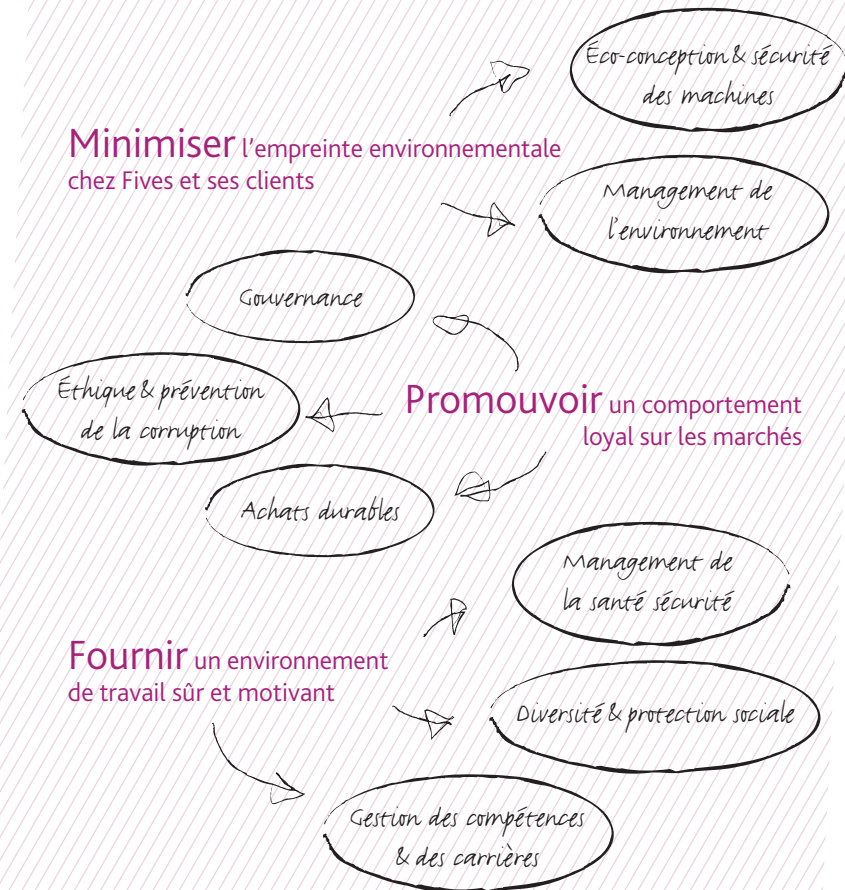 Éco-conception & sécurité
des machines
Minimiser l'empreinte environnementale
chez Fives et ses clients
Management de
l'environnement
Gouvernance
Éthique & prévention
de la corruption
Promouvoir un comportement
loyal sur les marchés
Achats durables
Management de
la santé sécurité
Fournir un environnement
de travail sûr et motivant
Diversité & protection sociale
Gestion des compétences
& des carrières